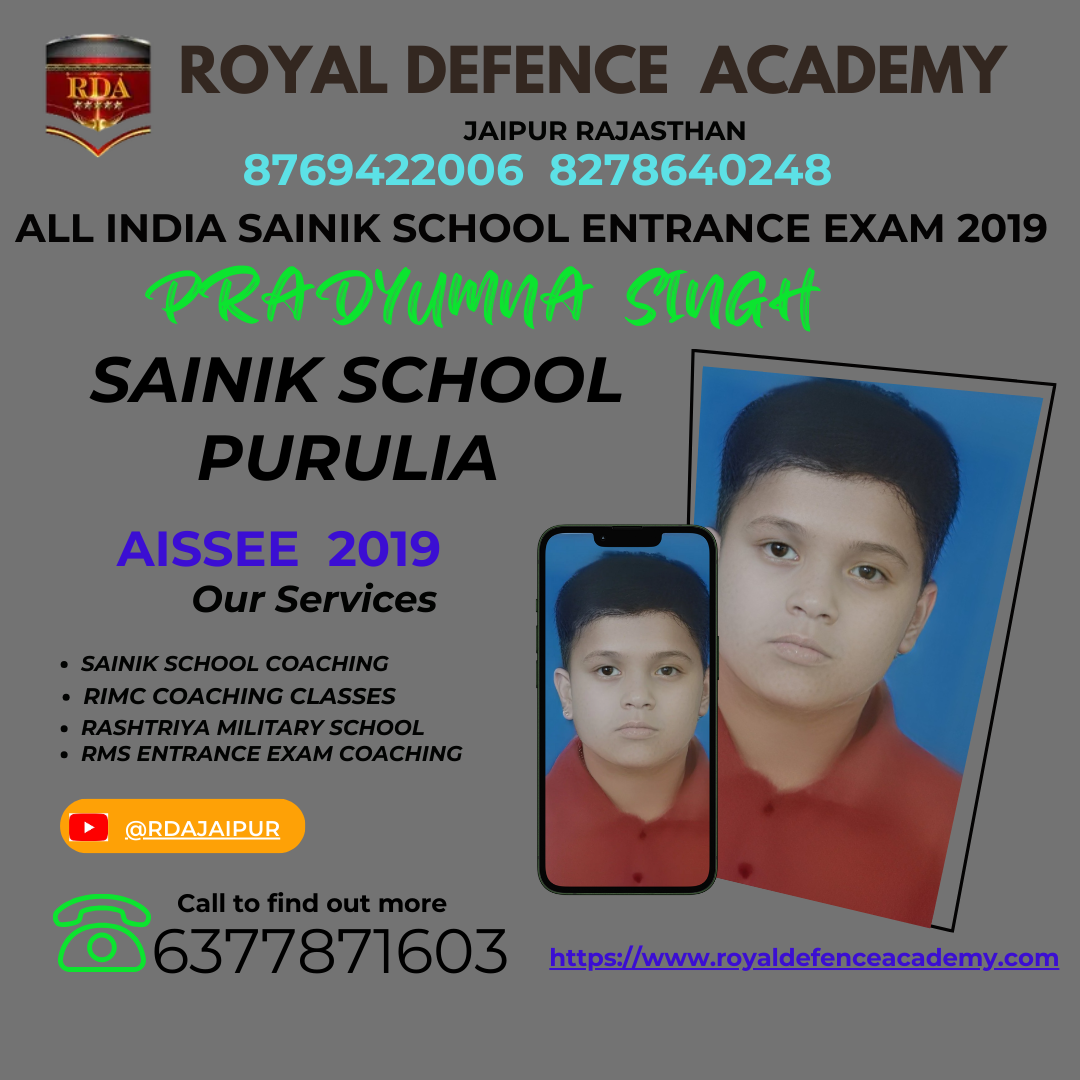 RDA
ROYAL DEFENCE ACADEMY
JAIPUR RAJASTHAN
8769422006 8278640248
ALL INDIA SAINIK SCHOOL ENTRANCE EXAM 2019
PRADYUMNA SINGH
SAINIK SCHOOL
PURULIA
AISSEE 2019
Our Services
• SAINIK SCHOOL COACHING
• RIMC COACHING CLASSES
• RASHTRIYA MILITARY SCHOOL
• RMS ENTRANCE EXAM COACHING
@RDAJAIPUR
Call to find out more
6377871603
https://www.royaldefenceacademy.com